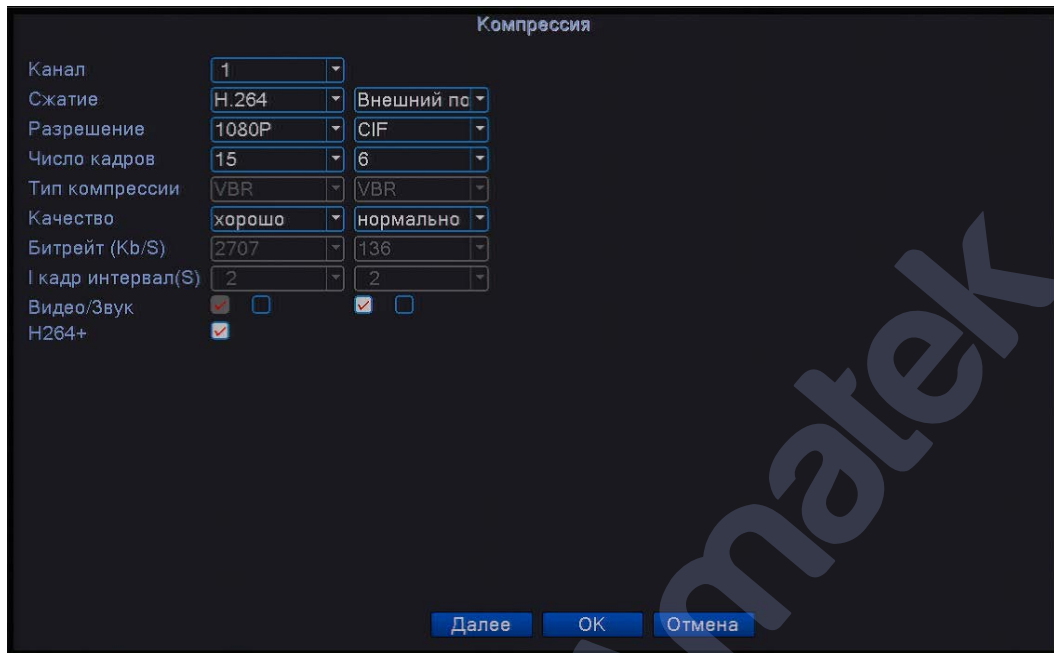 Компрессия
Канал 1
Сжатие H.264 Внешний по
Разрешение 1080P CIF
Число кадров 15 6
Тип компрессии VBR VBR
Качество хорошо нормально
Битрейт (Kb/S) 2707 136
I кадр интервал(S) 2 2
Видео/Звук
H264+
Далее OK Отмена
matek